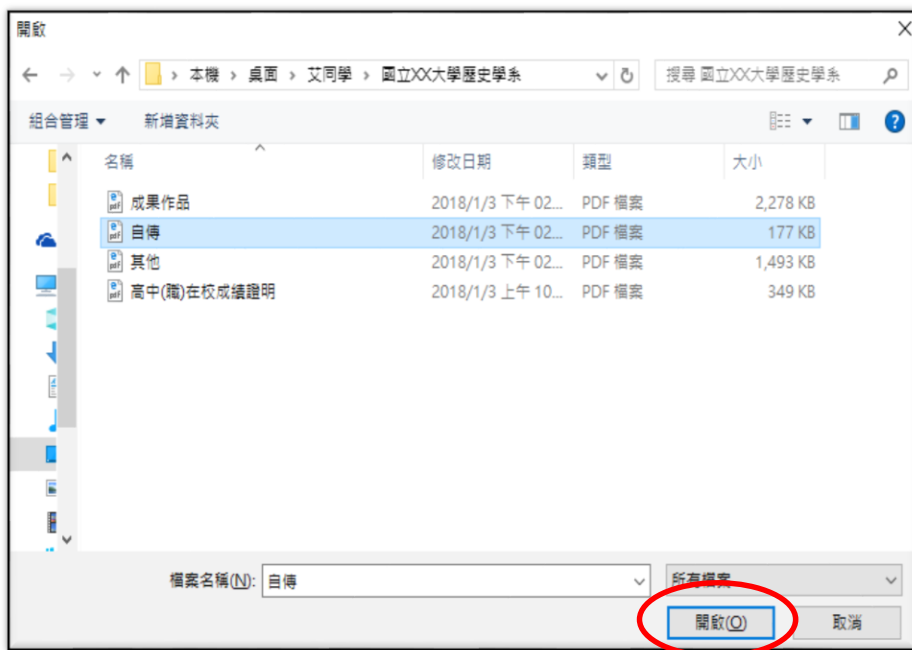 開啟
本機 › 桌面 › 艾同學 › 國立XX大學歷史學系
搜尋 國立XX大學歷史學系
組合管理 新增資料夾
名稱 修改日期 類型 大小
成果作品 2018/1/3 下午 02... PDF 檔案 2,278 KB
自傳 2018/1/3 下午 02... PDF 檔案 177 KB
其他 2018/1/3 下午 02... PDF 檔案 1,493 KB
高中(職)在校成績證明 2018/1/3 上午 10... PDF 檔案 349 KB
檔案名稱(N): 自傳 所有檔案
開啟(O) 取消